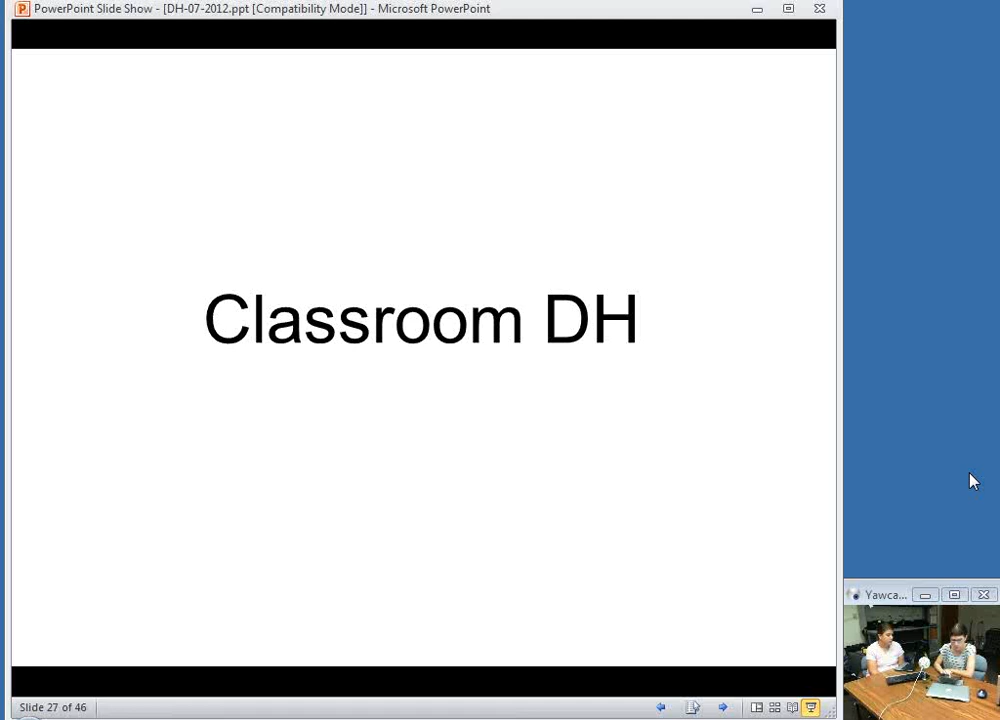 PowerPoint Slide Show - [DH-07-2012.ppt [Compatibility Mode]] - Microsoft PowerPoint
Classroom DH
Yawca...
Slide 27 of 46